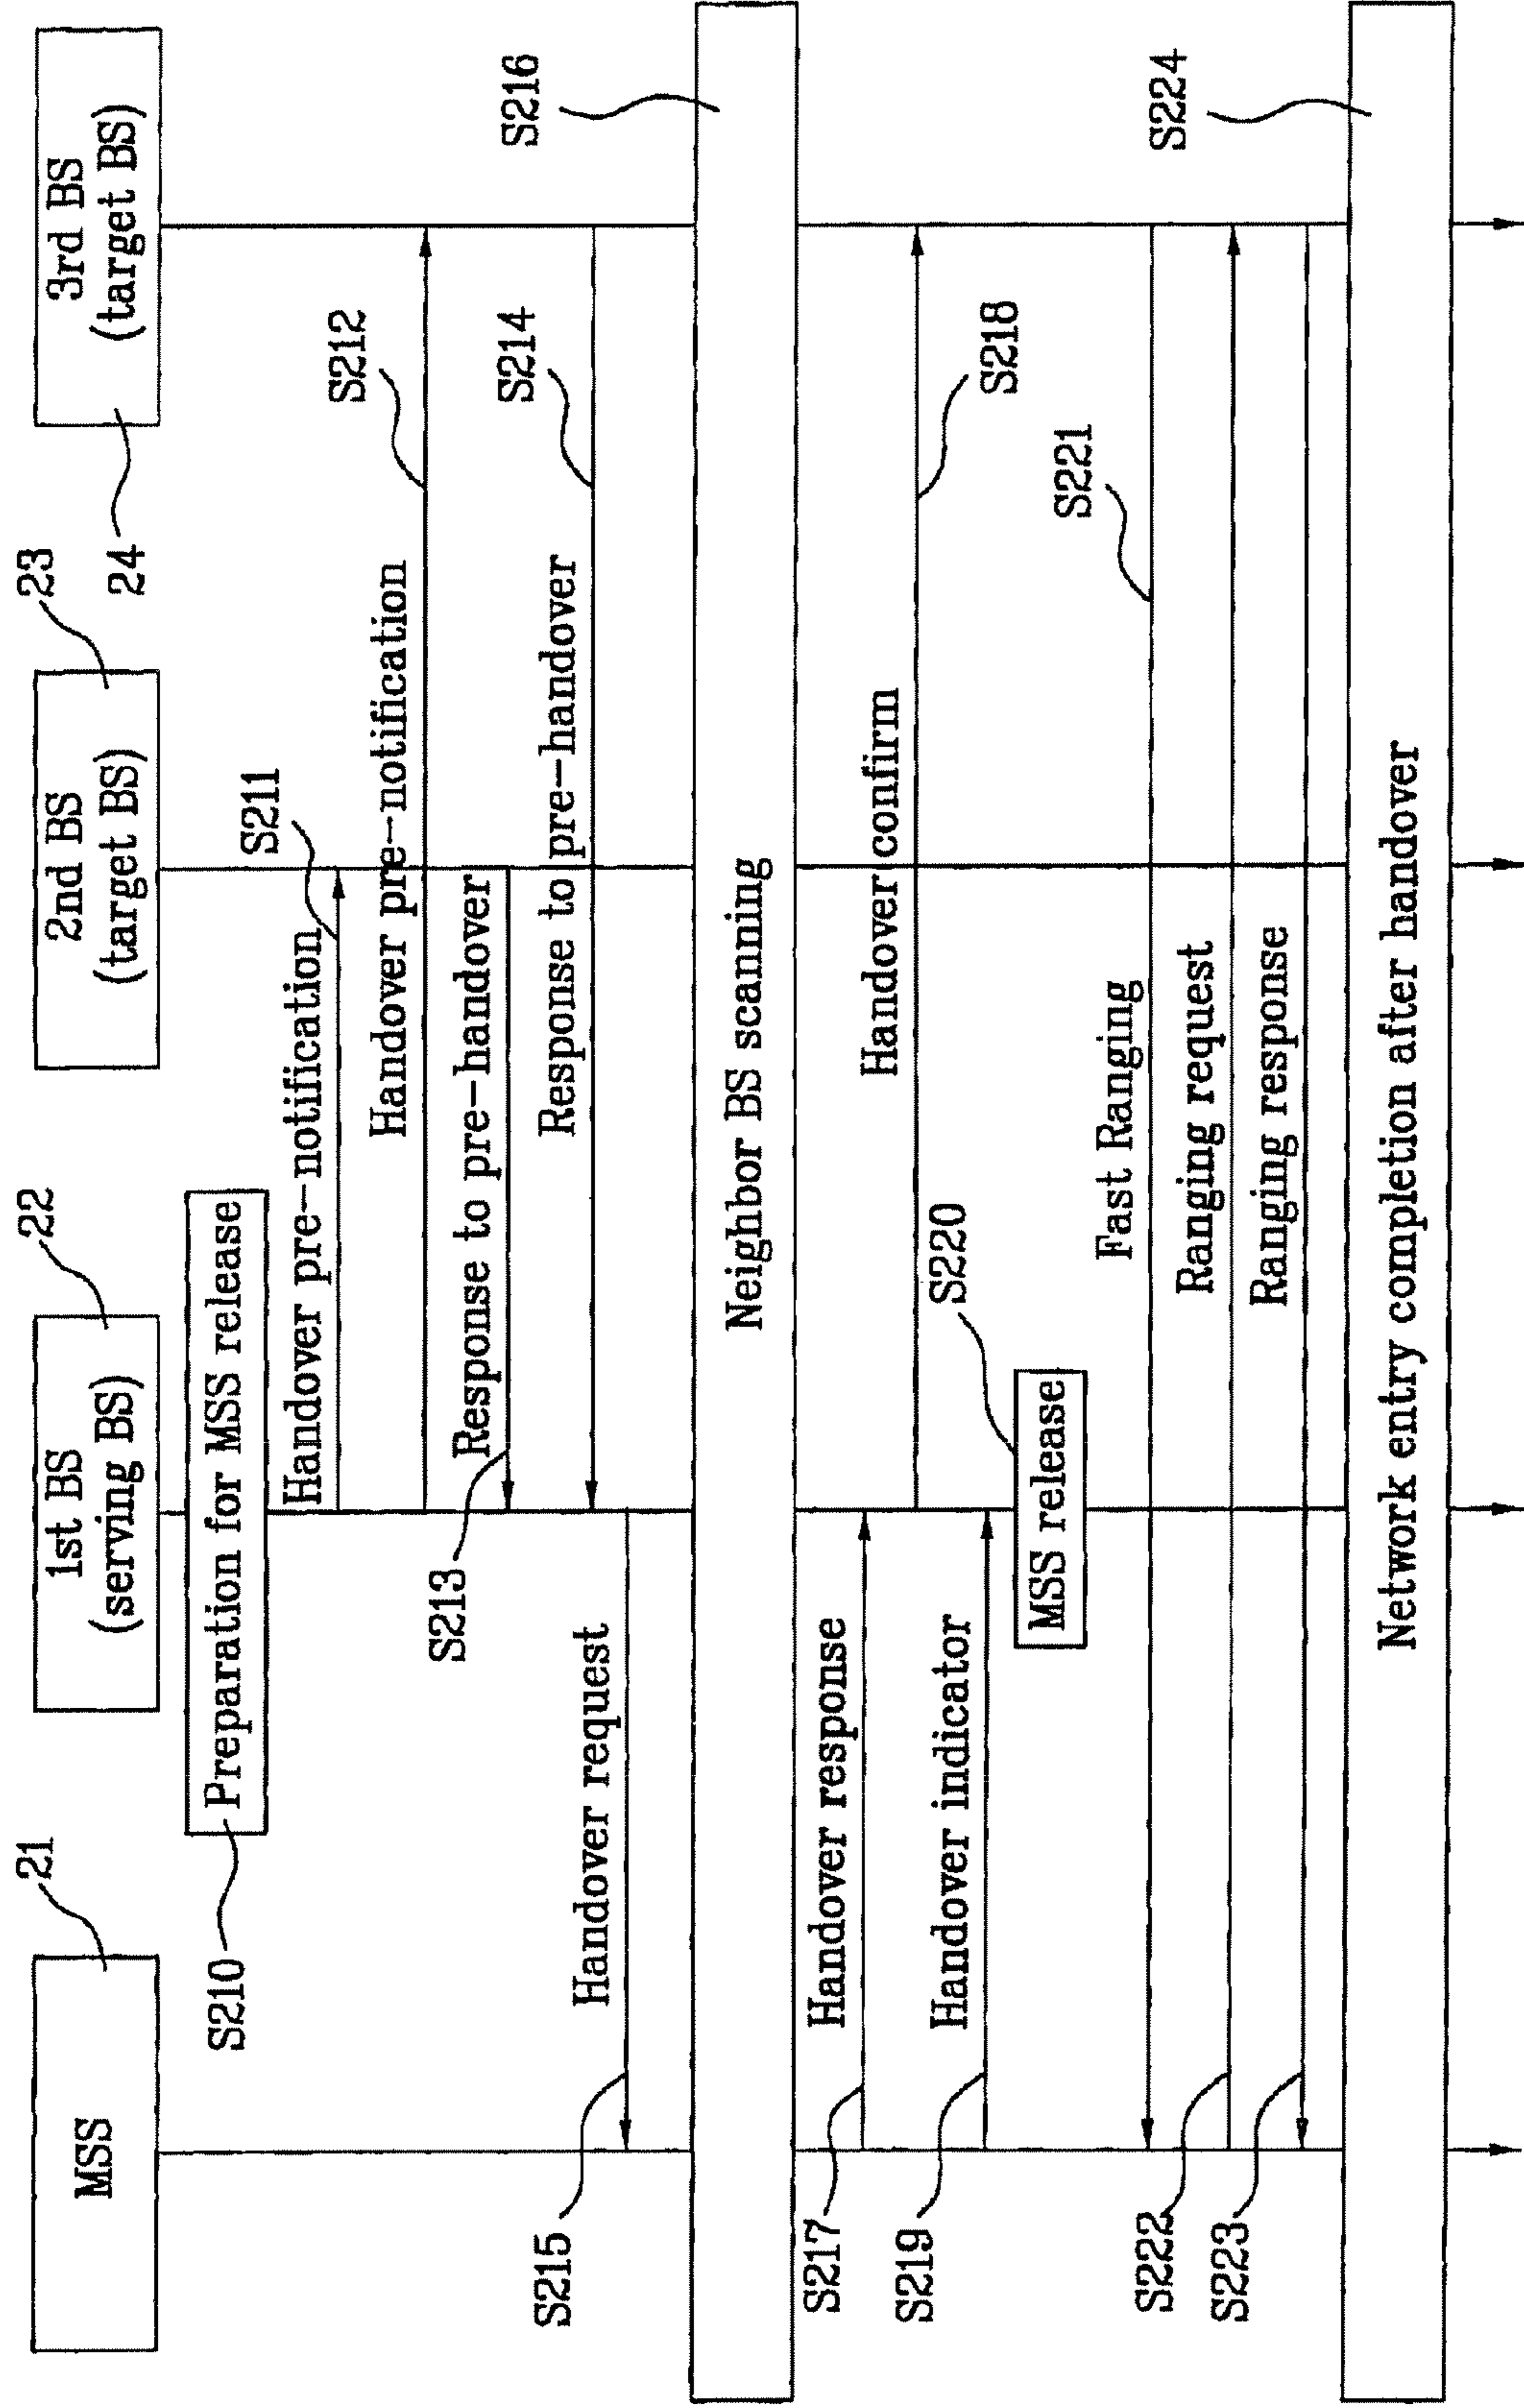 21
22
23
24
MSS
1st BS
(serving BS)
2nd BS
(target BS)
3rd BS
(target BS)
S210
Preparation for MSS release
Handover pre-notification
S211
Handover pre-notification
S212
Response to pre-handover
S213
Response to pre-handover
S214
Handover request
S215
Neighbor BS scanning
S216
Handover response
S217
Handover confirm
S218
Handover indicator
S219
MSS release
S220
Fast Ranging
S221
Ranging request
S222
Ranging response
S223
Network entry completion after handover
S224